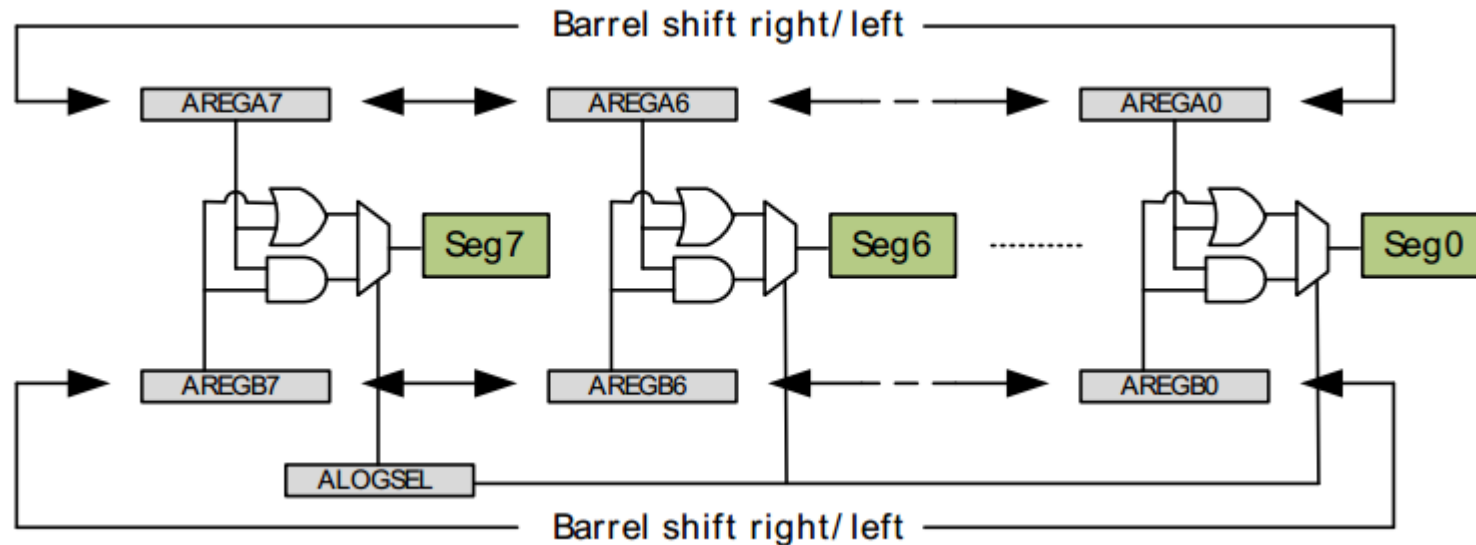 Barrel shift right/left
AREGA7 AREGA6 AREGA0
Seg7 Seg6 Seg0
AREGB7 AREGB6 AREGB0
ALOGSEL
Barrel shift right/left